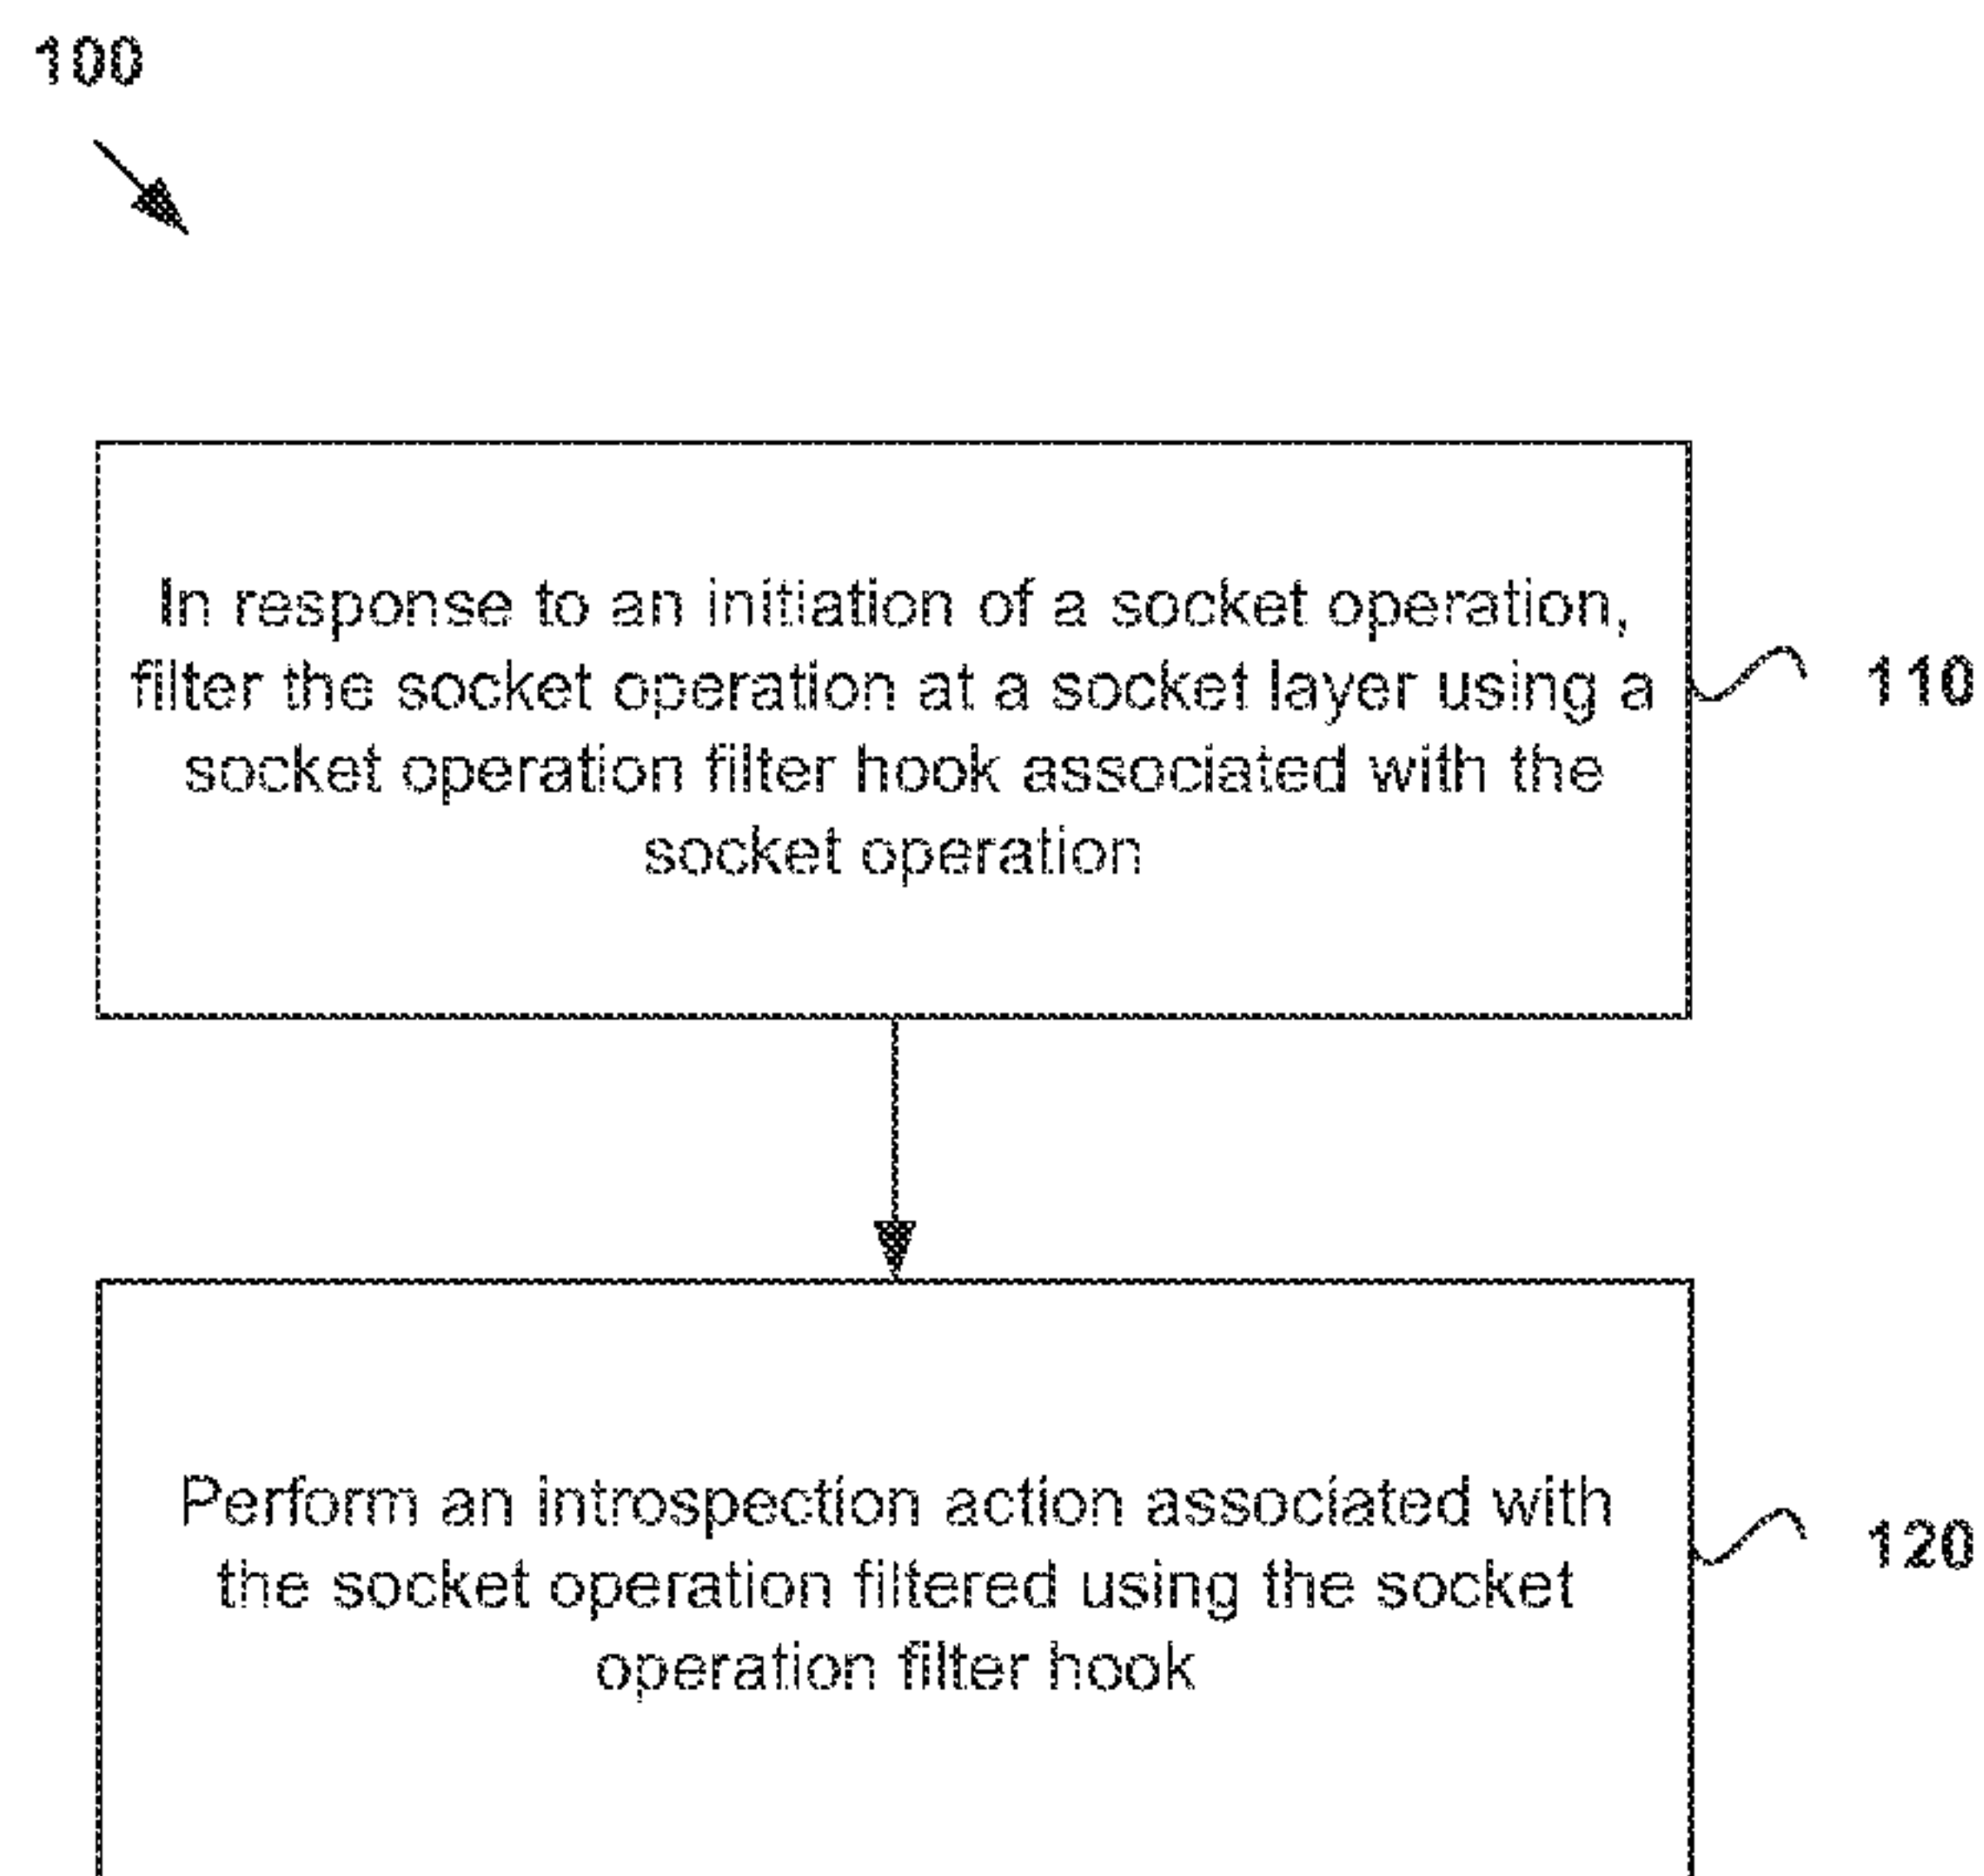 100
In response to an initiation of a socket operation,
filter the socket operation at a socket layer using a
socket operation filter hook associated with the
socket operation
110
Perform an introspection action associated with
the socket operation filtered using the socket
operation filter hook
120